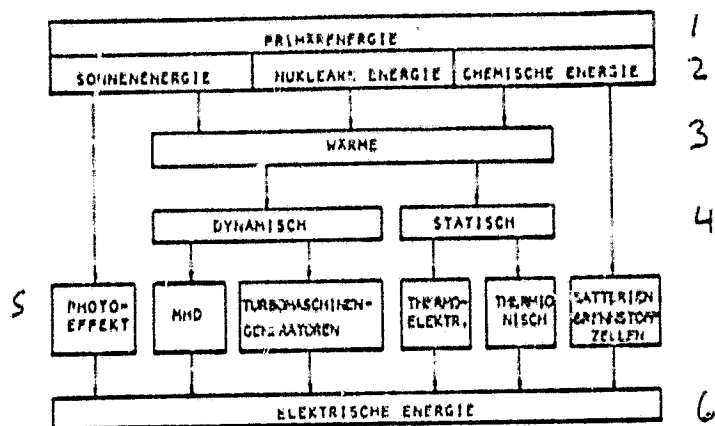 PRIMÄRENERGIE 1
SONNENENERGIE NUKLEARE ENERGIE CHEMISCHE ENERGIE 2
WÄRME 3
DYNAMISCH STATISCH 4
5
PHOTO-
EFFEKT
MHD
TURBOMASCHINEN-
GENERATOREN
THERMO-
ELEKTR.
THERMIO
NISCH
BATTERIEN
BRENNSTOFF
ZELLEN
ELEKTRISCHE ENERGIE 6